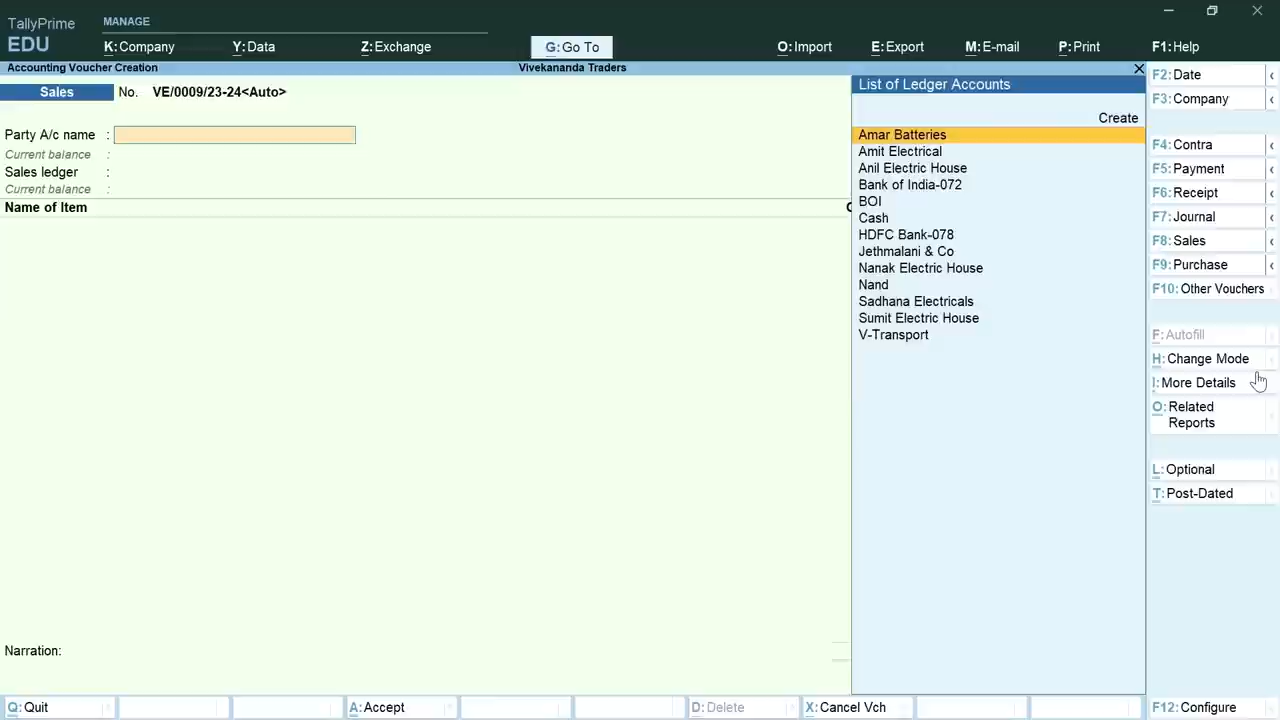 TallyPrime
EDU
MANAGE
K:Company
Y:Data
Z:Exchange
G:Go To
O:Import
E:Export
M:E-mail
P:Print
F1:Help
Accounting Voucher Creation
Vivekananda Traders
Sales
No. VE/0009/23-24<Auto>
Party A/c name :
Current balance :
Sales ledger :
Current balance :
Name of Item
List of Ledger Accounts
Create
Amar Batteries
Amit Electrical
Anil Electric House
Bank of India-072
BOI
Cash
HDFC Bank-078
Jethmalani & Co
Nanak Electric House
Nand
Sadhana Electricals
Sumit Electric House
V-Transport
F2:Date
F3:Company
F4:Contra
F5:Payment
F6:Receipt
F7:Journal
F8:Sales
F9:Purchase
F10:Other Vouchers
F:Autofill
H:Change Mode
I:More Details
O:Related
Reports
L:Optional
T:Post-Dated
Narration:
Q:Quit
A:Accept
D:Delete
X:Cancel Vch
F12:Configure